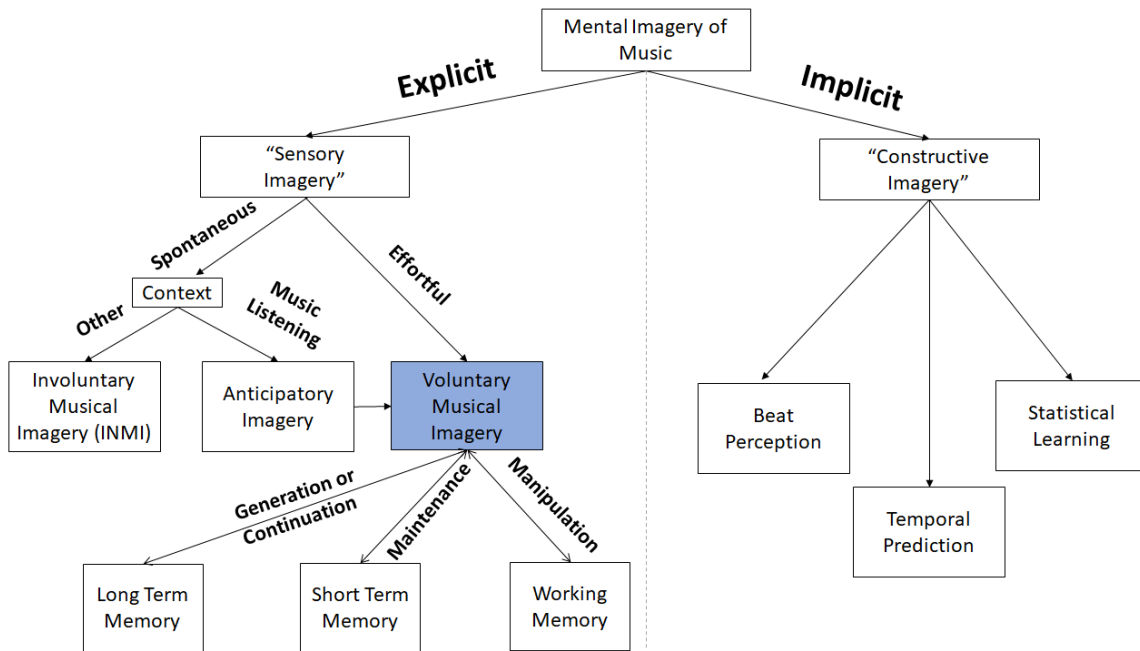 Mental Imagery of
Music
Explicit
Implicit
“Sensory
Imagery”
“Constructive
Imagery”
Spontaneous
Effortful
Context
Other
Music
Listening
Involuntary
Musical
Imagery (INMI)
Anticipatory
Imagery
Voluntary
Musical
Imagery
Beat
Perception
Statistical
Learning
Temporal
Prediction
Generation or
Continuation
Maintenance
Manipulation
Long Term
Memory
Short Term
Memory
Working
Memory